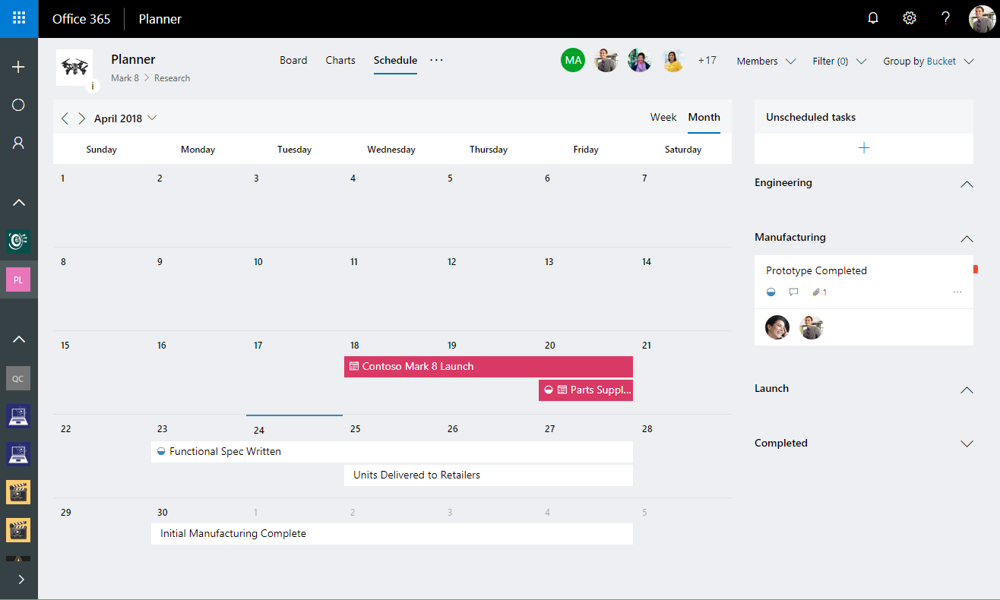 Office 365 Planner
?
Planner
Mark 8 > Research
i
Board Charts Schedule ...
MA +17 Members Filter (0) Group by Bucket
PL
QC
April 2018
Week Month
Sunday Monday Tuesday Wednesday Thursday Friday Saturday
1 2 3 4 5 6 7
8 9 10 11 12 13 14
15 16 17 18 19 20 21
Contoso Mark 8 Launch
Parts Suppl...
22 23 24 25 26 27 28
Functional Spec Written
Units Delivered to Retailers
29 30 1 2 3 4 5
Initial Manufacturing Complete
Unscheduled tasks
+
Engineering
Manufacturing
Prototype Completed
1 ...
Launch
Completed